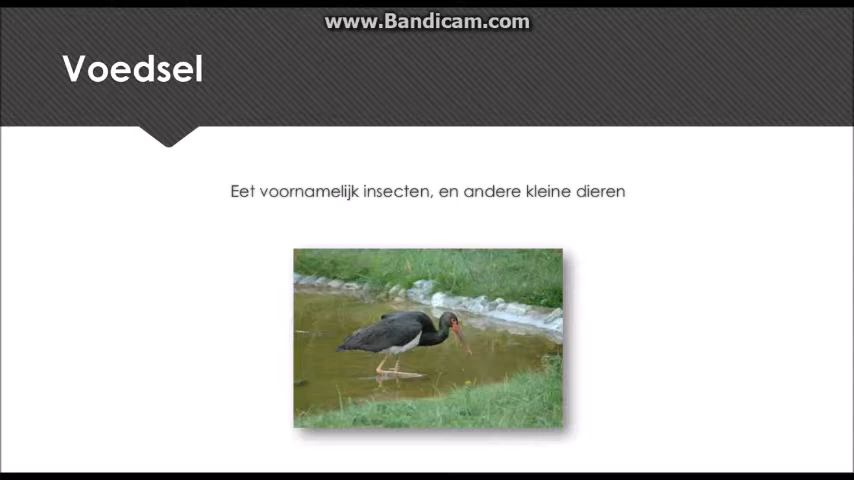 www.Bandicam.com
Voedsel
Eet voornamelijk insecten, en andere kleine dieren